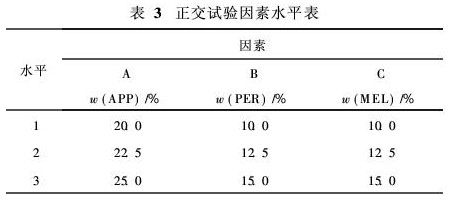 表 3 正交试验因素水平表
因素
水平
A B C
w (APP) /% w (PER) /% w (MEL) /%
1 20. 0 10. 0 10. 0
2 22. 5 12. 5 12. 5
3 25. 0 15. 0 15. 0